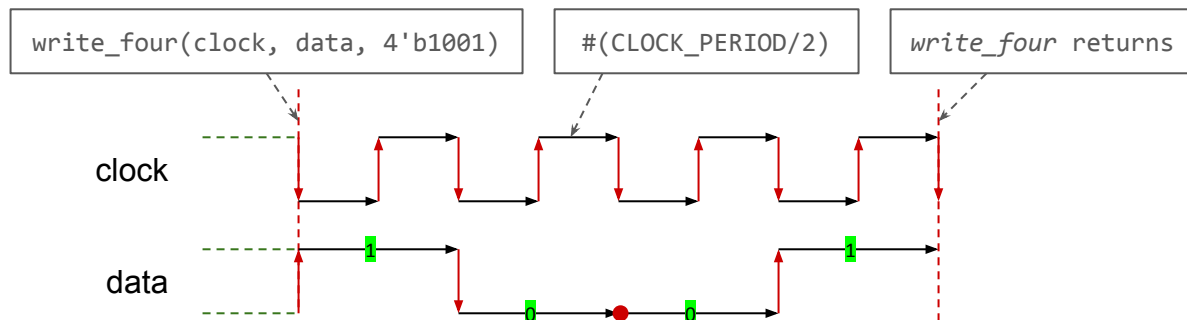 write_four(clock, data, 4'b1001)
#(CLOCK_PERIOD/2)
write_four returns
clock
data
1
1
0
0